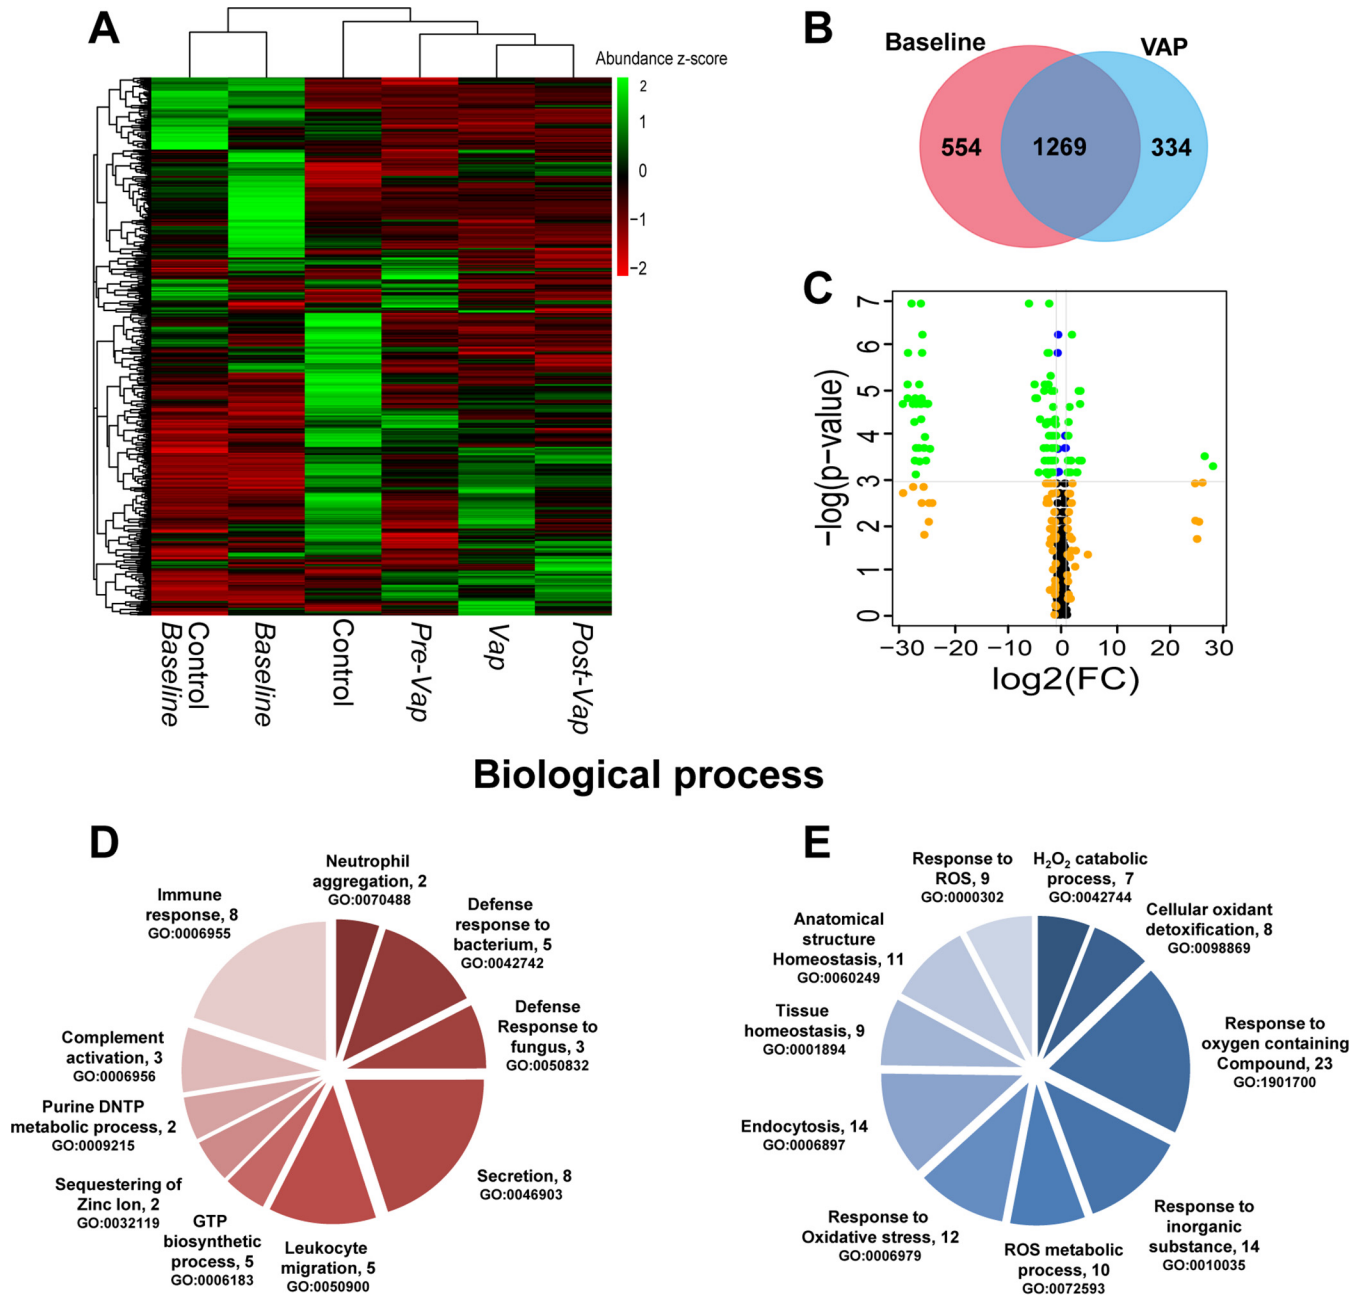 A
Abundance z-score
2
1
0
−1
−2
Control
Baseline
Baseline
Control
Pre-Vap
Vap
Post-Vap
B
Baseline
VAP
554
1269
334
C
−log(p-value)
7
6
5
4
3
2
1
0
−30
−20
−10
0
10
20
30
log2(FC)
Biological process
D
Neutrophil
aggregation, 2
GO:0070488
Defense
response to
bacterium, 5
GO:0042742
Defense
Response to
fungus, 3
GO:0050832
Secretion, 8
GO:0046903
Leukocyte
migration, 5
GO:0050900
GTP
biosynthetic
process, 5
GO:0006183
Sequestering of
Zinc Ion, 2
GO:0032119
Purine DNTP
metabolic process, 2
GO:0009215
Complement
activation, 3
GO:0006956
Immune
response, 8
GO:0006955
E
H₂O₂ catabolic
process, 7
GO:0042744
Cellular oxidant
detoxification, 8
GO:0098869
Response to
oxygen containing
Compound, 23
GO:1901700
Response to
inorganic
substance, 14
GO:0010035
ROS metabolic
process, 10
GO:0072593
Response to
Oxidative stress, 12
GO:0006979
Endocytosis, 14
GO:0006897
Tissue
homeostasis, 9
GO:0001894
Anatomical
structure
Homeostasis, 11
GO:0060249
Response to
ROS, 9
GO:0000302